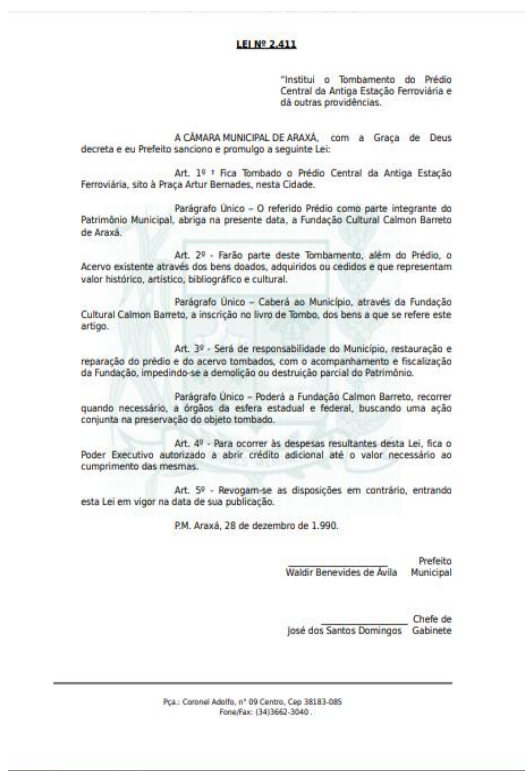 LEI Nº 2.411
"Institui o Tombamento do Prédio
Central da Antiga Estação Ferroviária e
dá outras providências.
A CÂMARA MUNICIPAL DE ARAXÁ, com a Graça de Deus
decreta e eu Prefeito sanciono e promulgo a seguinte Lei:
Art. 1º ¹ Fica Tombado o Prédio Central da Antiga Estação
Ferroviária, sito à Praça Artur Bernades, nesta Cidade.
Parágrafo Único – O referido Prédio como parte integrante do
Patrimônio Municipal, abriga na presente data, a Fundação Cultural Calmon Barreto
de Araxá.
Art. 2º - Farão parte deste Tombamento, além do Prédio, o
Acervo existente através dos bens doados, adquiridos ou cedidos e que representam
valor histórico, artístico, bibliográfico e cultural.
Parágrafo Único – Caberá ao Município, através da Fundação
Cultural Calmon Barreto, a inscrição no livro de Tombo, dos bens a que se refere este
artigo.
Art. 3º - Será de responsabilidade do Município, restauração e
reparação do prédio e do acervo tombados, com o acompanhamento e fiscalização
da Fundação, impedindo-se a demolição ou destruição parcial do Patrimônio.
Parágrafo Único – Poderá a Fundação Calmon Barreto, recorrer
quando necessário, a órgãos da esfera estadual e federal, buscando uma ação
conjunta na preservação do objeto tombado.
Art. 4º - Para ocorrer às despesas resultantes desta Lei, fica o
Poder Executivo autorizado a abrir crédito adicional até o valor necessário ao
cumprimento das mesmas.
Art. 5º - Revogam-se as disposições em contrário, entrando
esta Lei em vigor na data de sua publicação.
P.M. Araxá, 28 de dezembro de 1.990.
Prefeito
Waldir Benevides de Ávila Municipal
Chefe de
José dos Santos Domingos Gabinete
Pça.: Coronel Adolfo, n° 09 Centro, Cep 38183-085
Fone/Fax: (34)3662-3040 .